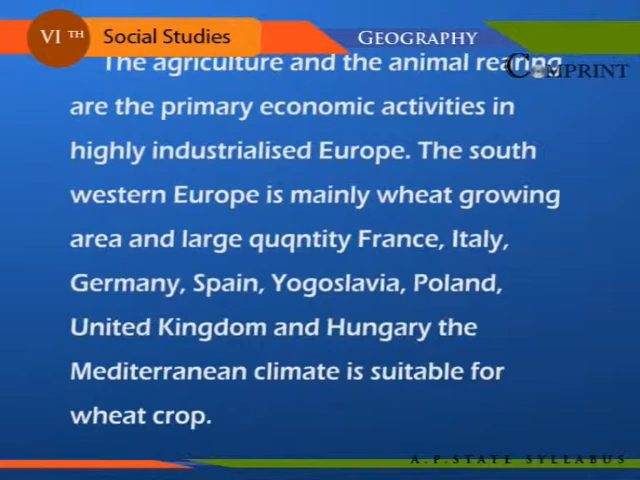 VI TH Social Studies
GEOGRAPHY
COMPRINT
The agriculture and the animal rearing
are the primary economic activities in
highly industrialised Europe. The south
western Europe is mainly wheat growing
area and large quqntity France, Italy,
Germany, Spain, Yogoslavia, Poland,
United Kingdom and Hungary the
Mediterranean climate is suitable for
wheat crop.
A.P.STATE SYLLABUS